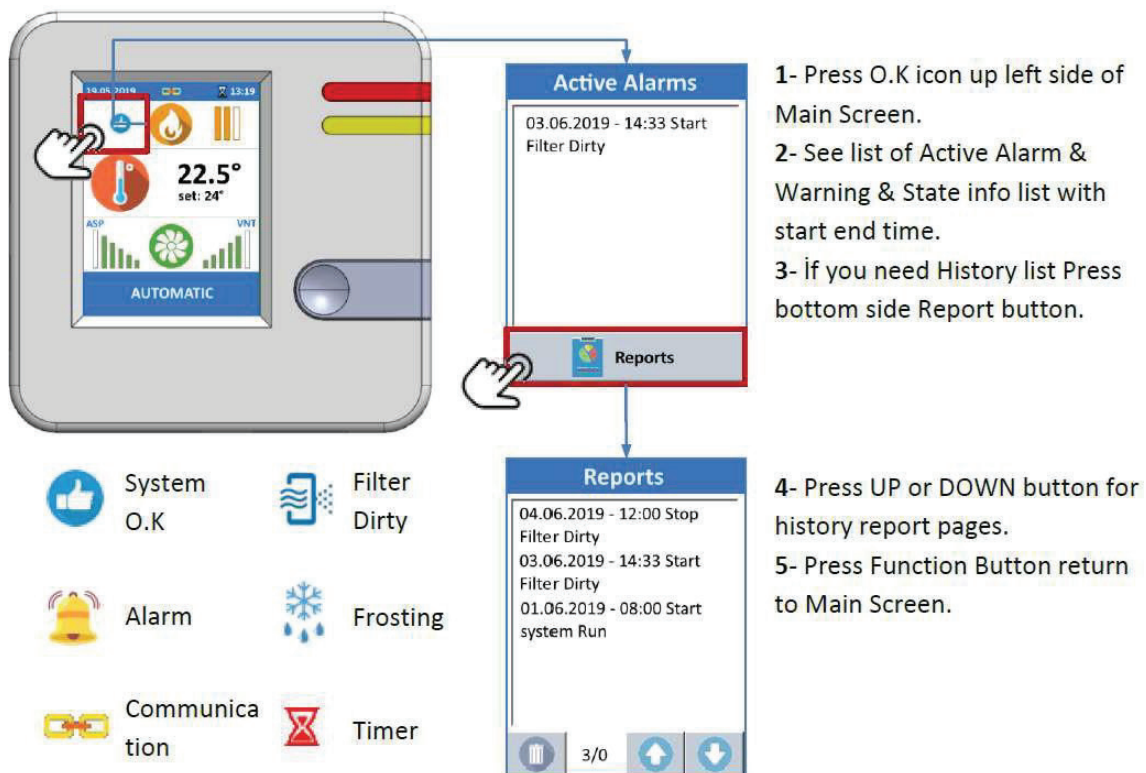 19.05.2019
13:19
22.5°
set: 24°
ASP
VNT
AUTOMATIC
Active Alarms
03.06.2019 - 14:33 Start
Filter Dirty
Reports
1- Press O.K icon up left side of
Main Screen.
2- See list of Active Alarm &
Warning & State info list with
start end time.
3- İf you need History list Press
bottom side Report button.
System
O.K
Filter
Dirty
Alarm
Frosting
Communica
tion
Timer
Reports
04.06.2019 - 12:00 Stop
Filter Dirty
03.06.2019 - 14:33 Start
Filter Dirty
01.06.2019 - 08:00 Start
system Run
3/0
4- Press UP or DOWN button for
history report pages.
5- Press Function Button return
to Main Screen.